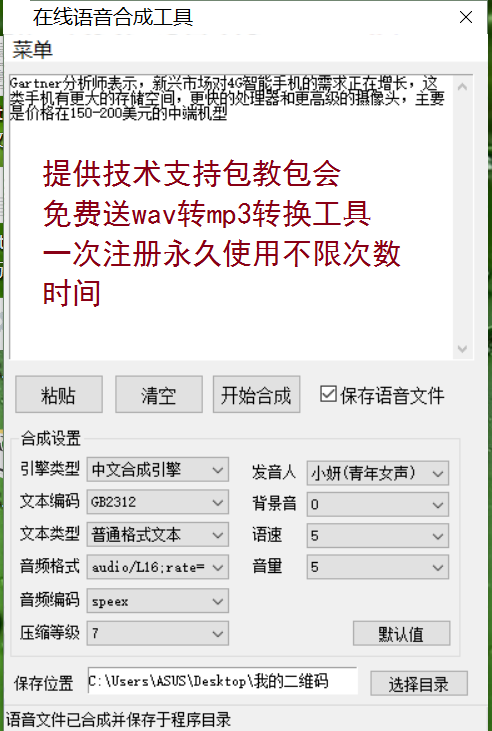 在线语音合成工具
菜单
Gartner分析师表示，新兴市场对4G智能手机的需求正在增长，这
类手机有更大的存储空间，更快的处理器和更高级的摄像头，主要
是价格在150-200美元的中端机型
提供技术支持包教包会
免费送wav转mp3转换工具
一次注册永久使用不限次数
时间
粘贴 清空 开始合成 保存语音文件
合成设置
引擎类型 中文合成引擎 发音人 小妍(青年女声)
文本编码 GB2312 背景音 0
文本类型 普通格式文本 语速 5
音频格式 audio/L16;rate= 音量 5
音频编码 speex
压缩等级 7 默认值
保存位置 C:\Users\ASUS\Desktop\我的二维码 选择目录
语音文件已合成并保存于程序目录